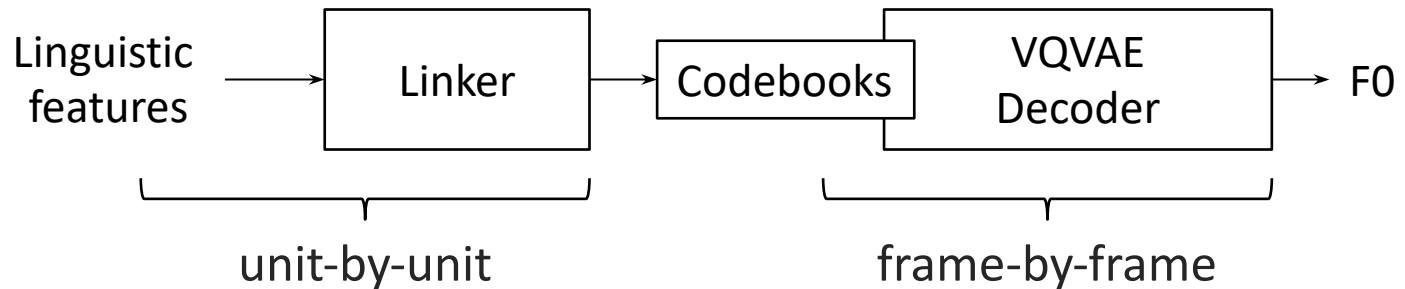 Linguistic
features
Linker
Codebooks
VQVAE
Decoder
F0
unit-by-unit
frame-by-frame